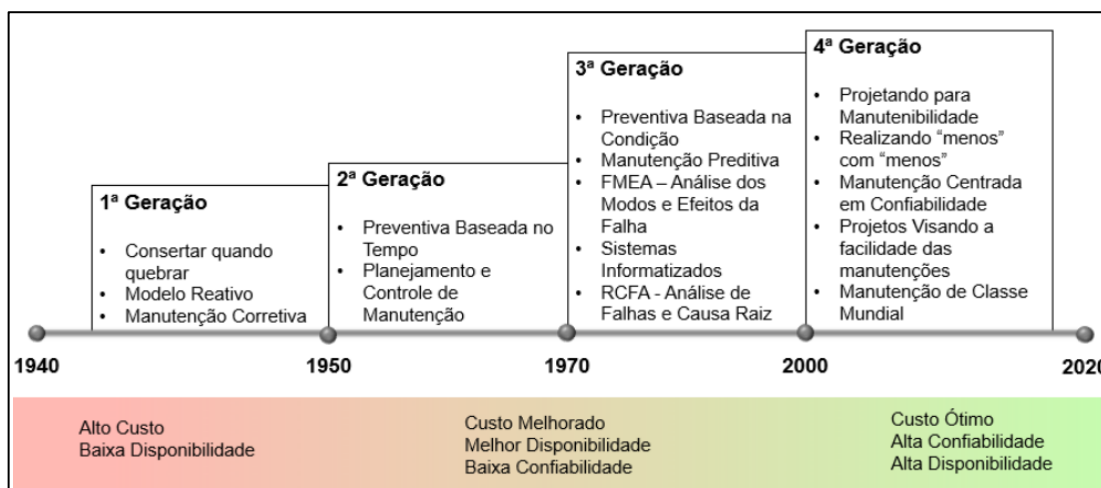 1ª Geração
• Consertar quando
quebrar
• Modelo Reativo
• Manutenção Corretiva
2ª Geração
• Preventiva Baseada no
Tempo
• Planejamento e
Controle de
Manutenção
3ª Geração
• Preventiva Baseada na
Condição
• Manutenção Preditiva
• FMEA – Análise dos
Modos e Efeitos da
Falha
• Sistemas
Informatizados
• RCFA - Análise de
Falhas e Causa Raiz
4ª Geração
• Projetando para
Manutenibilidade
• Realizando “menos”
com “menos”
• Manutenção Centrada
em Confiabilidade
• Projetos Visando a
facilidade das
manutenções
• Manutenção de Classe
Mundial
1940 1950 1970 2000 2020
Alto Custo
Baixa Disponibilidade
Custo Melhorado
Melhor Disponibilidade
Baixa Confiabilidade
Custo Ótimo
Alta Confiabilidade
Alta Disponibilidade